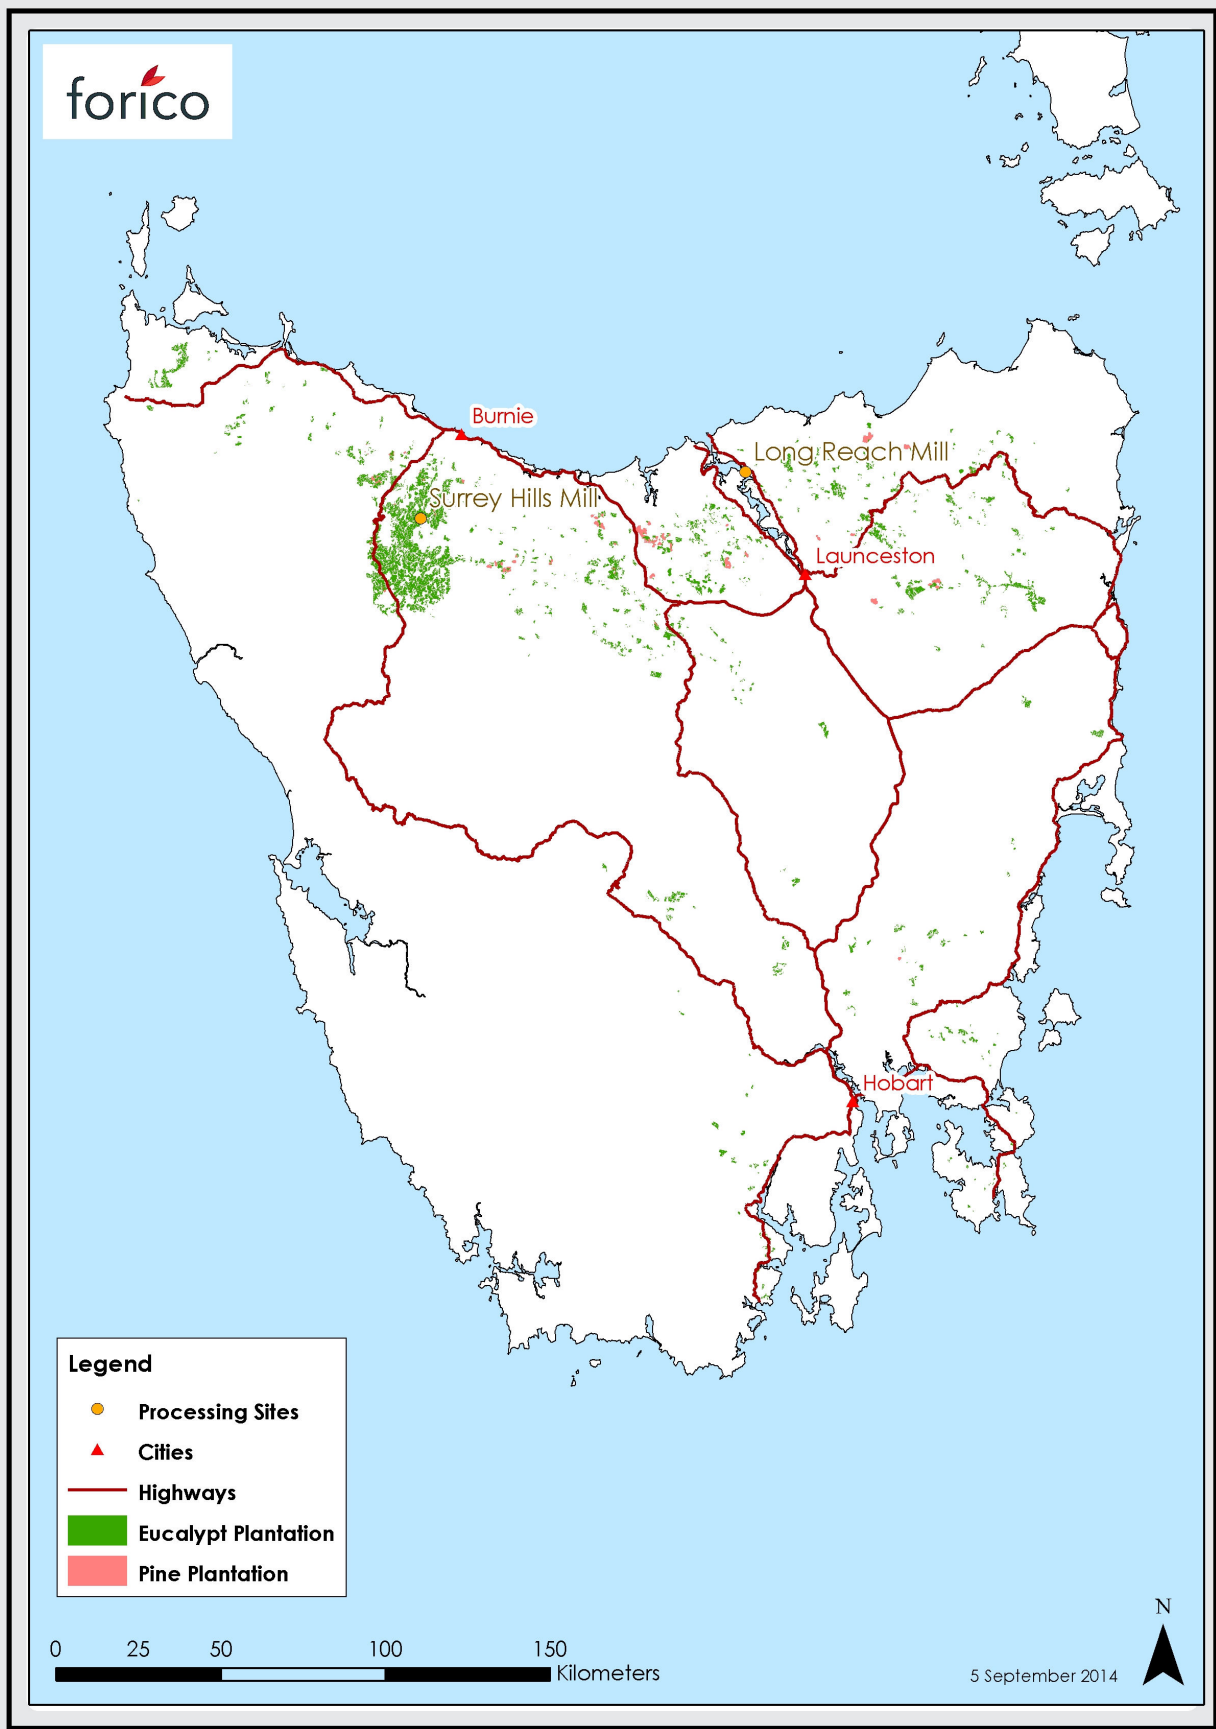 forico
Burnie
Long Reach Mill
Surrey Hills Mill
Launceston
Hobart
Legend
Processing Sites
Cities
Highways
Eucalypt Plantation
Pine Plantation
N
0 25 50 100 150
Kilometers
5 September 2014